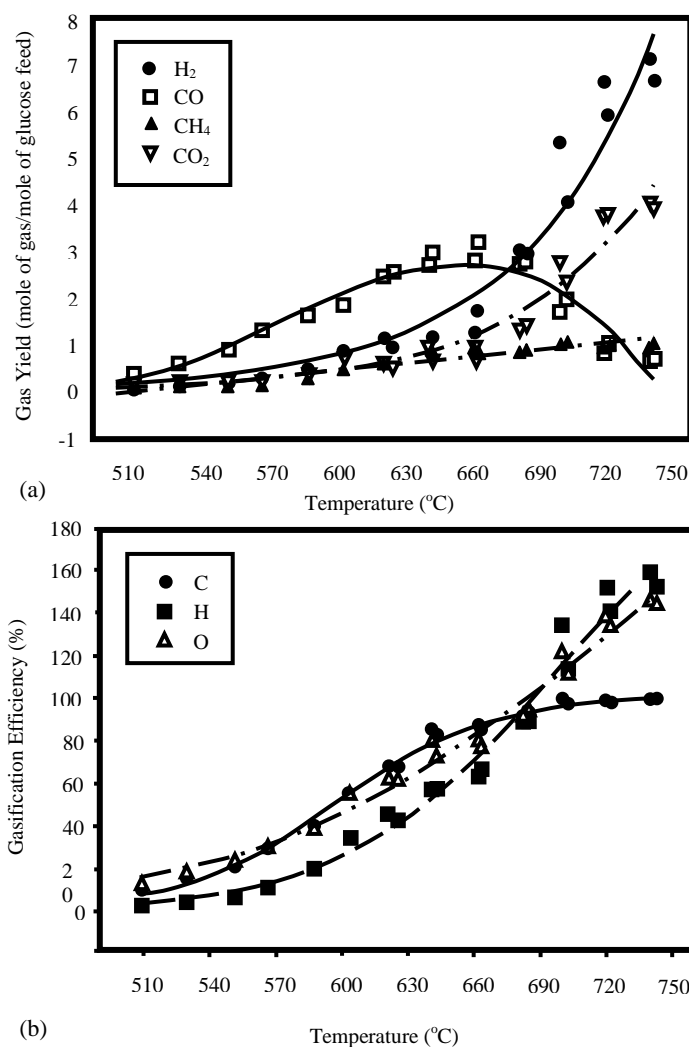 8
7
6
5
4
3
2
1
0
-1
Gas Yield (mole of gas/mole of glucose feed)
H₂
CO
CH₄
CO₂
510 540 570 600 630 660 690 720 750
Temperature (°C)
(a)
180
160
140
120
100
80
60
40
2
0
0
Gasification Efficiency (%)
C
H
O
510 540 570 600 630 660 690 720 750
Temperature (°C)
(b)